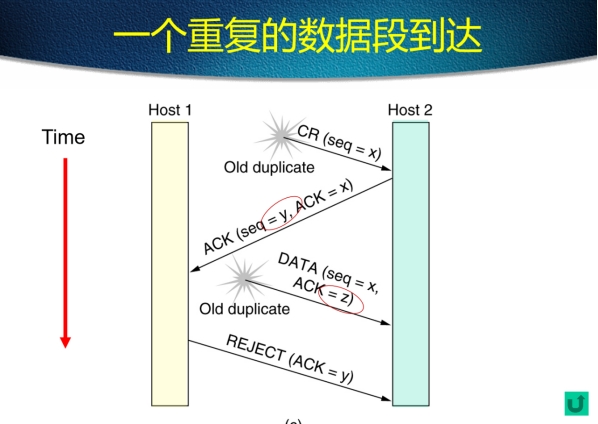 一个重复的数据段到达
Host 1
Host 2
Time
CR (seq = x)
Old duplicate
ACK (seq = y, ACK = x)
DATA (seq = x,
ACK = z)
Old duplicate
REJECT (ACK = y)